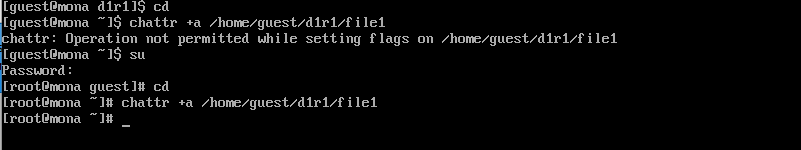 [guest@mona d1r1]$ cd
[guest@mona ~]$ chattr +a /home/guest/d1r1/file1
chattr: Operation not permitted while setting flags on /home/guest/d1r1/file1
[guest@mona ~]$ su
Password:
[root@mona guest]# cd
[root@mona ~]# chattr +a /home/guest/d1r1/file1
[root@mona ~]# _